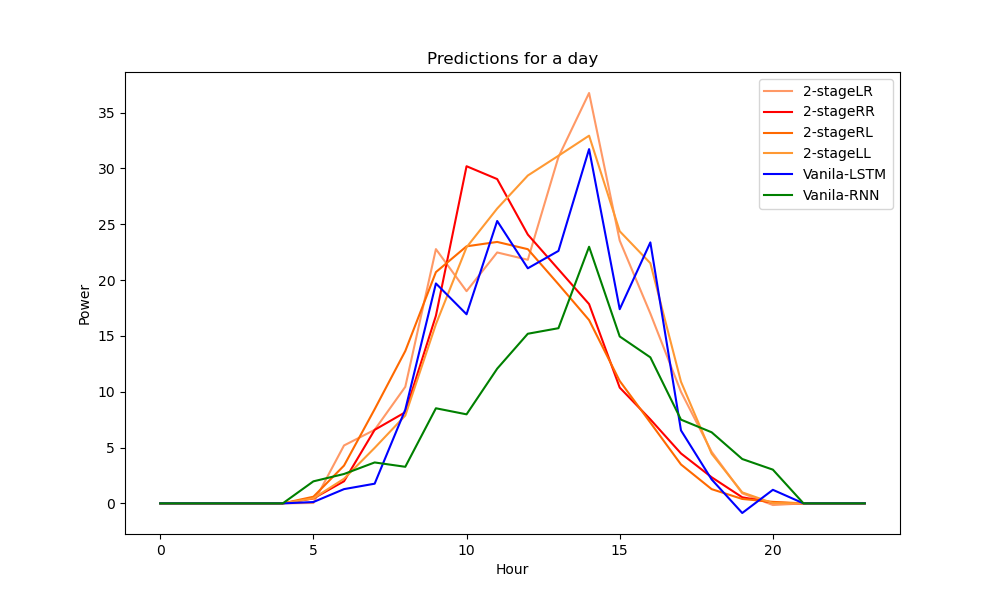 Predictions for a day
2-stageLR
2-stageRR
2-stageRL
2-stageLL
Vanila-LSTM
Vanila-RNN
Power
35
30
25
20
15
10
5
0
0 5 10 15 20
Hour